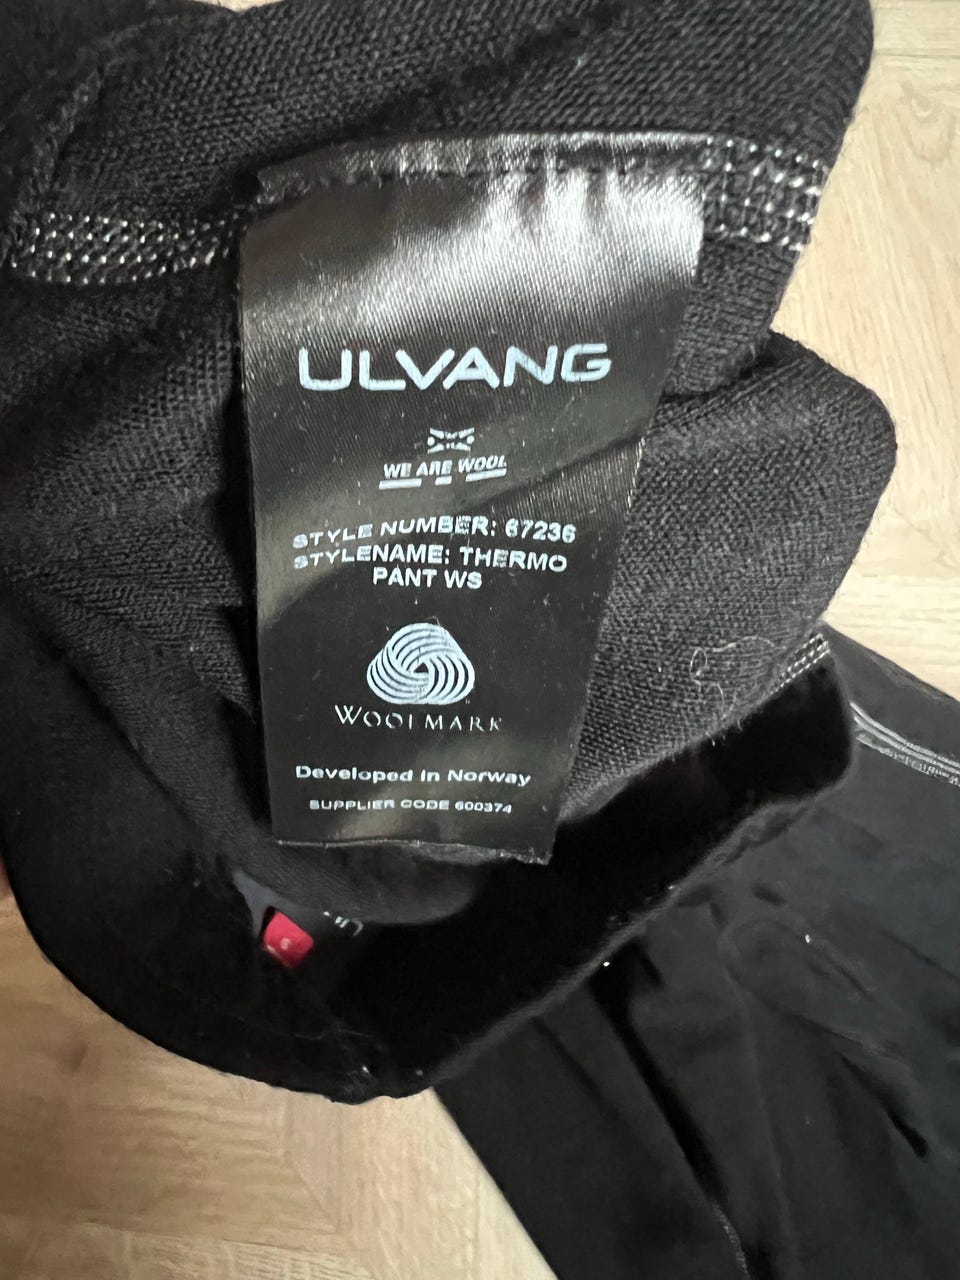 ULVANG
WE ARE WOOL
STYLE NUMBER: 67236
STYLENAME: THERMO
PANT WS
WOOLMARK
Developed in Norway
SUPPLIER CODE 600374